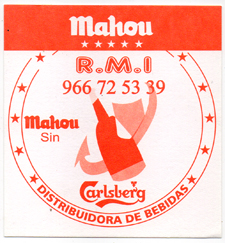 Mahou
R.M.I
966 72 53 39
Mahou
Sin
Carlsberg
DISTRIBUIDORA DE BEBIDAS